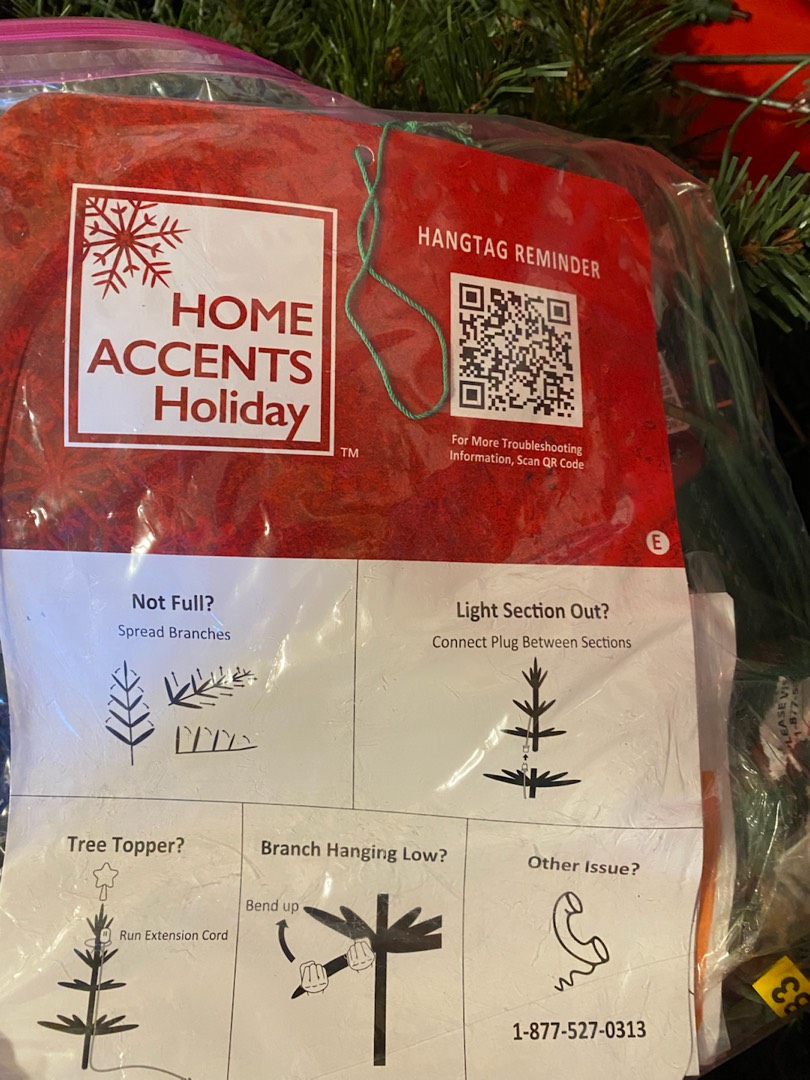 HOME
ACCENTS
Holiday
TM
HANGTAG REMINDER
For More Troubleshooting
Information, Scan QR Code
E
Not Full?
Spread Branches
Light Section Out?
Connect Plug Between Sections
Tree Topper?
Run Extension Cord
Branch Hanging Low?
Bend up
Other Issue?
1-877-527-0313